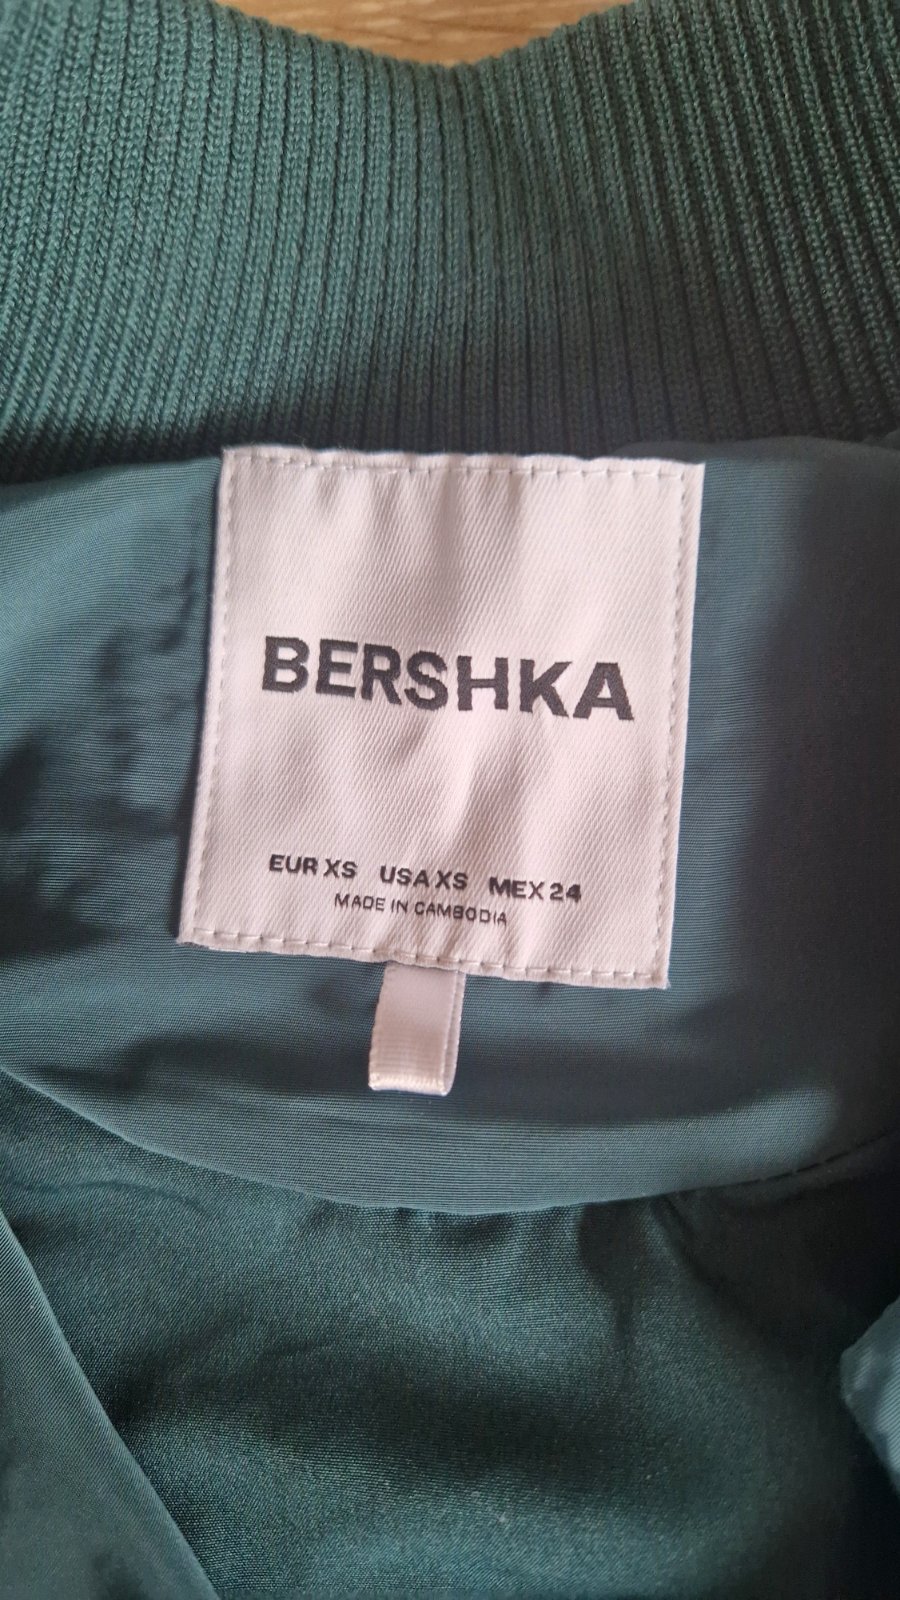 BERSHKA
EUR XS USA XS MEX 24
MADE IN CAMBODIA